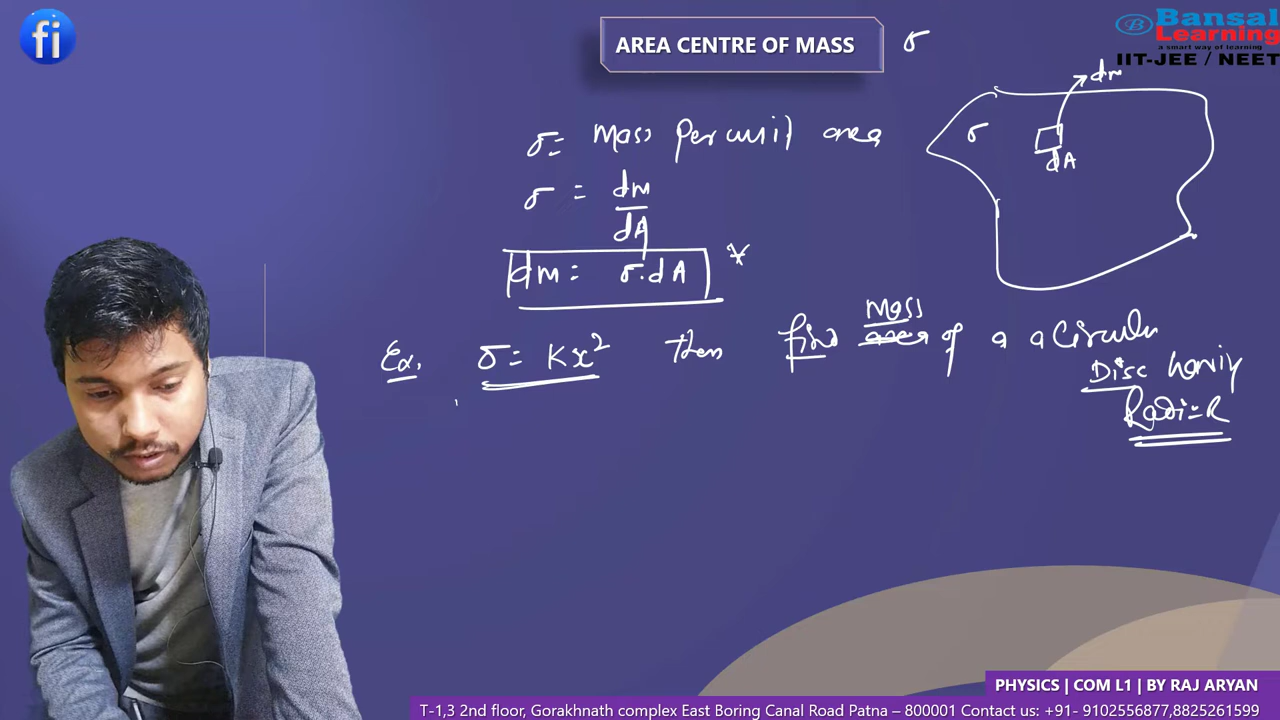 fi
AREA CENTRE OF MASS
σ
Bansal
Learning
a smart way of learning
IIT-JEE / NEET
dm
σ
dA
σ = Mass per unit area
σ = dm/dA
dm = σ.dA *
Ex. σ = Kx² then find Mass of a a Circular
Disc having
Radi = R
PHYSICS | COM L1 | BY RAJ ARYAN
T-1,3 2nd floor, Gorakhnath complex East Boring Canal Road Patna – 800001 Contact us: +91- 9102556877,8825261599